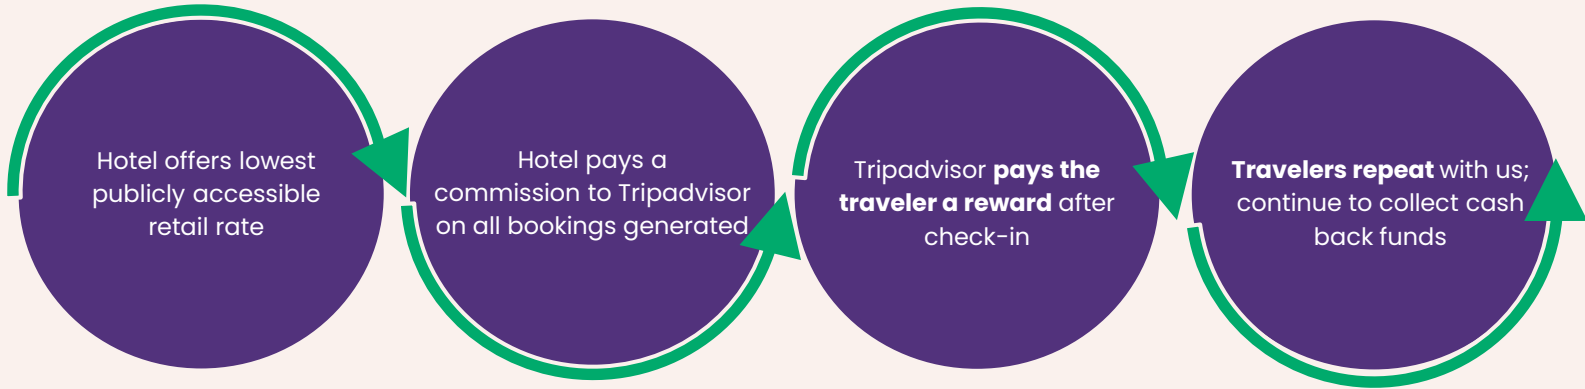 Hotel offers lowest
publicly accessible
retail rate
Hotel pays a
commission to Tripadvisor
on all bookings generated
Tripadvisor pays the
traveler a reward after
check-in
Travelers repeat with us;
continue to collect cash
back funds